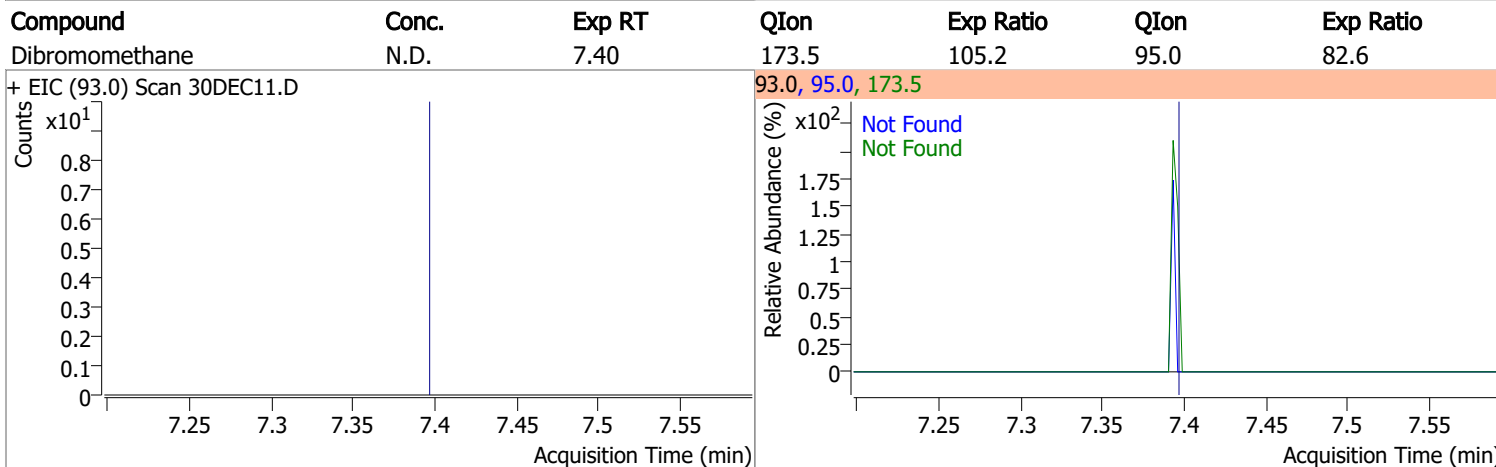 Compound Conc. Exp RT QIon Exp Ratio QIon Exp Ratio
Dibromomethane N.D. 7.40 173.5 105.2 95.0 82.6
+ EIC (93.0) Scan 30DEC11.D
Counts
x10¹
0.8
0.7
0.6
0.5
0.4
0.3
0.2
0.1
0
7.25 7.3 7.35 7.4 7.45 7.5 7.55
Acquisition Time (min)
93.0, 95.0, 173.5
Relative Abundance (%)
x10²
Not Found
Not Found
1.75
1.5
1.25
1
0.75
0.5
0.25
0
7.25 7.3 7.35 7.4 7.45 7.5 7.55
Acquisition Time (min)